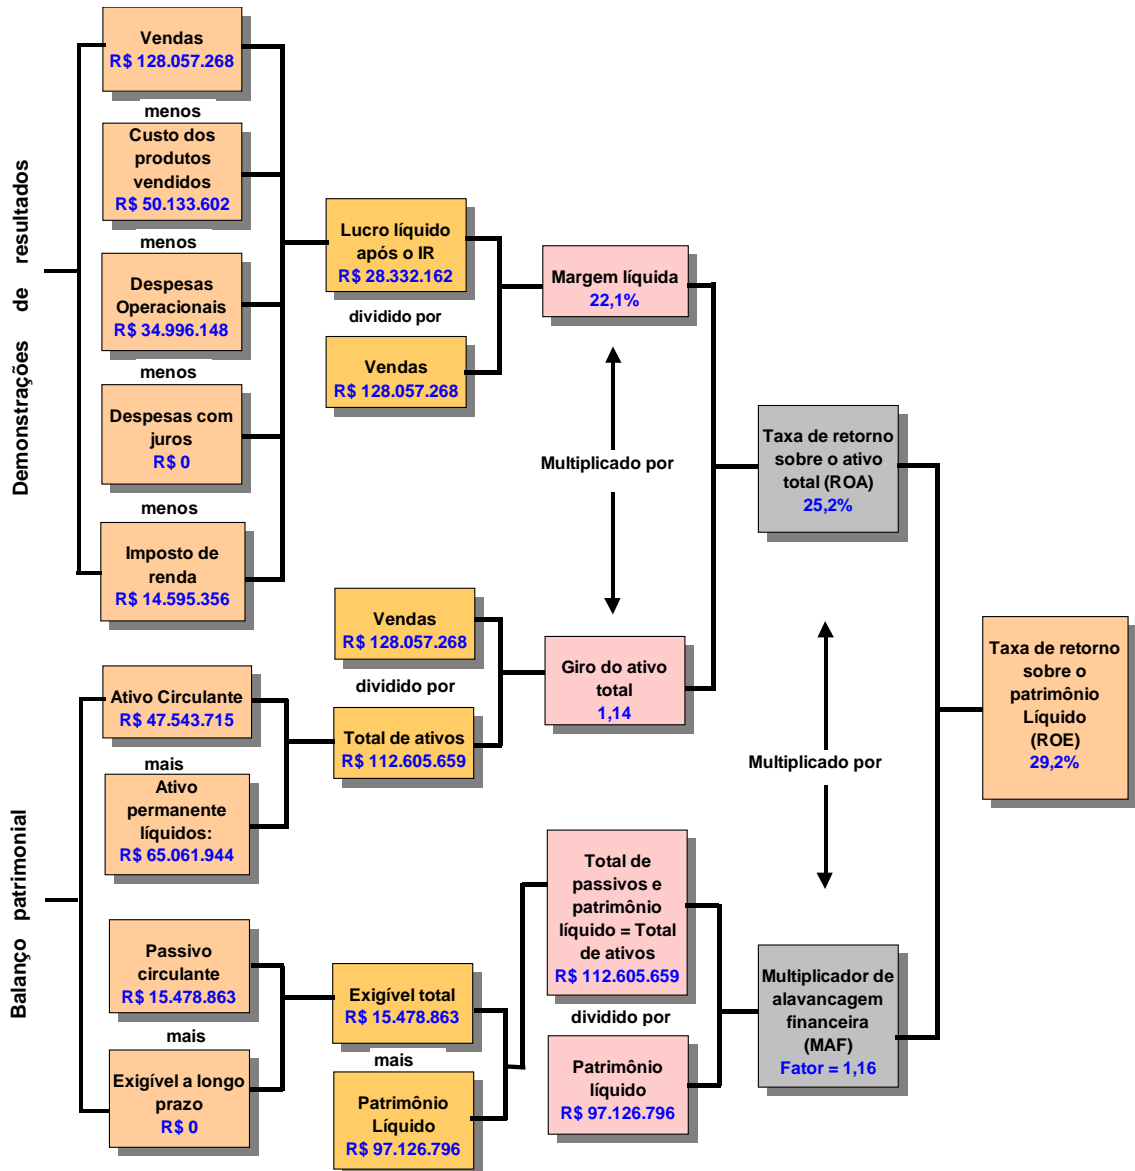 Demonstrações de resultados
Vendas
R$ 128.057.268
menos
Custo dos
produtos
vendidos
R$ 50.133.602
menos
Despesas
Operacionais
R$ 34.996.148
menos
Despesas com
juros
R$ 0
menos
Imposto de
renda
R$ 14.595.356
Lucro líquido
após o IR
R$ 28.332.162
dividido por
Vendas
R$ 128.057.268
Margem líquida
22,1%
Multiplicado por
Vendas
R$ 128.057.268
dividido por
Total de ativos
R$ 112.605.659
Giro do ativo
total
1,14
Taxa de retorno
sobre o ativo
total (ROA)
25,2%
Multiplicado por
Taxa de retorno
sobre o
patrimônio
Líquido
(ROE)
29,2%
Balanço patrimonial
Ativo Circulante
R$ 47.543.715
mais
Ativo
permanente
líquidos:
R$ 65.061.944
Passivo
circulante
R$ 15.478.863
mais
Exigível a longo
prazo
R$ 0
Exigível total
R$ 15.478.863
mais
Patrimônio
Líquido
R$ 97.126.796
Total de
passivos e
patrimônio
líquido = Total
de ativos
R$ 112.605.659
dividido por
Patrimônio
líquido
R$ 97.126.796
Multiplicador de
alavancagem
financeira
(MAF)
Fator = 1,16